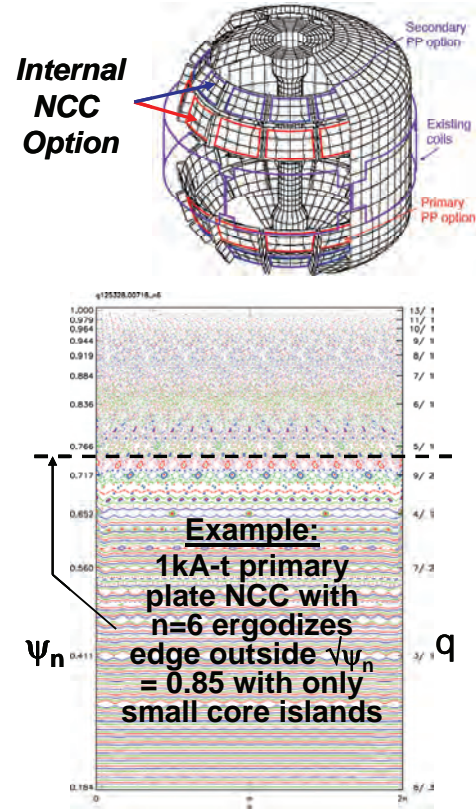 Internal
NCC
Option
Secondary
PP option
Existing
coils
Primary
PP option
1.000
0.979
0.964
0.944
0.919
0.884
0.836
0.766
0.717
0.652
0.560
0.411
0.184
13/ 1
11/ 1
10/ 1
9/ 1
8/ 1
7/ 1
6/ 1
5/ 1
9/ 2
4/ 1
7/ 2
3/ 1
Example:
1kA-t primary
plate NCC with
n=6 ergodizes
edge outside √ψn
= 0.85 with only
small core islands
ψn
q
0